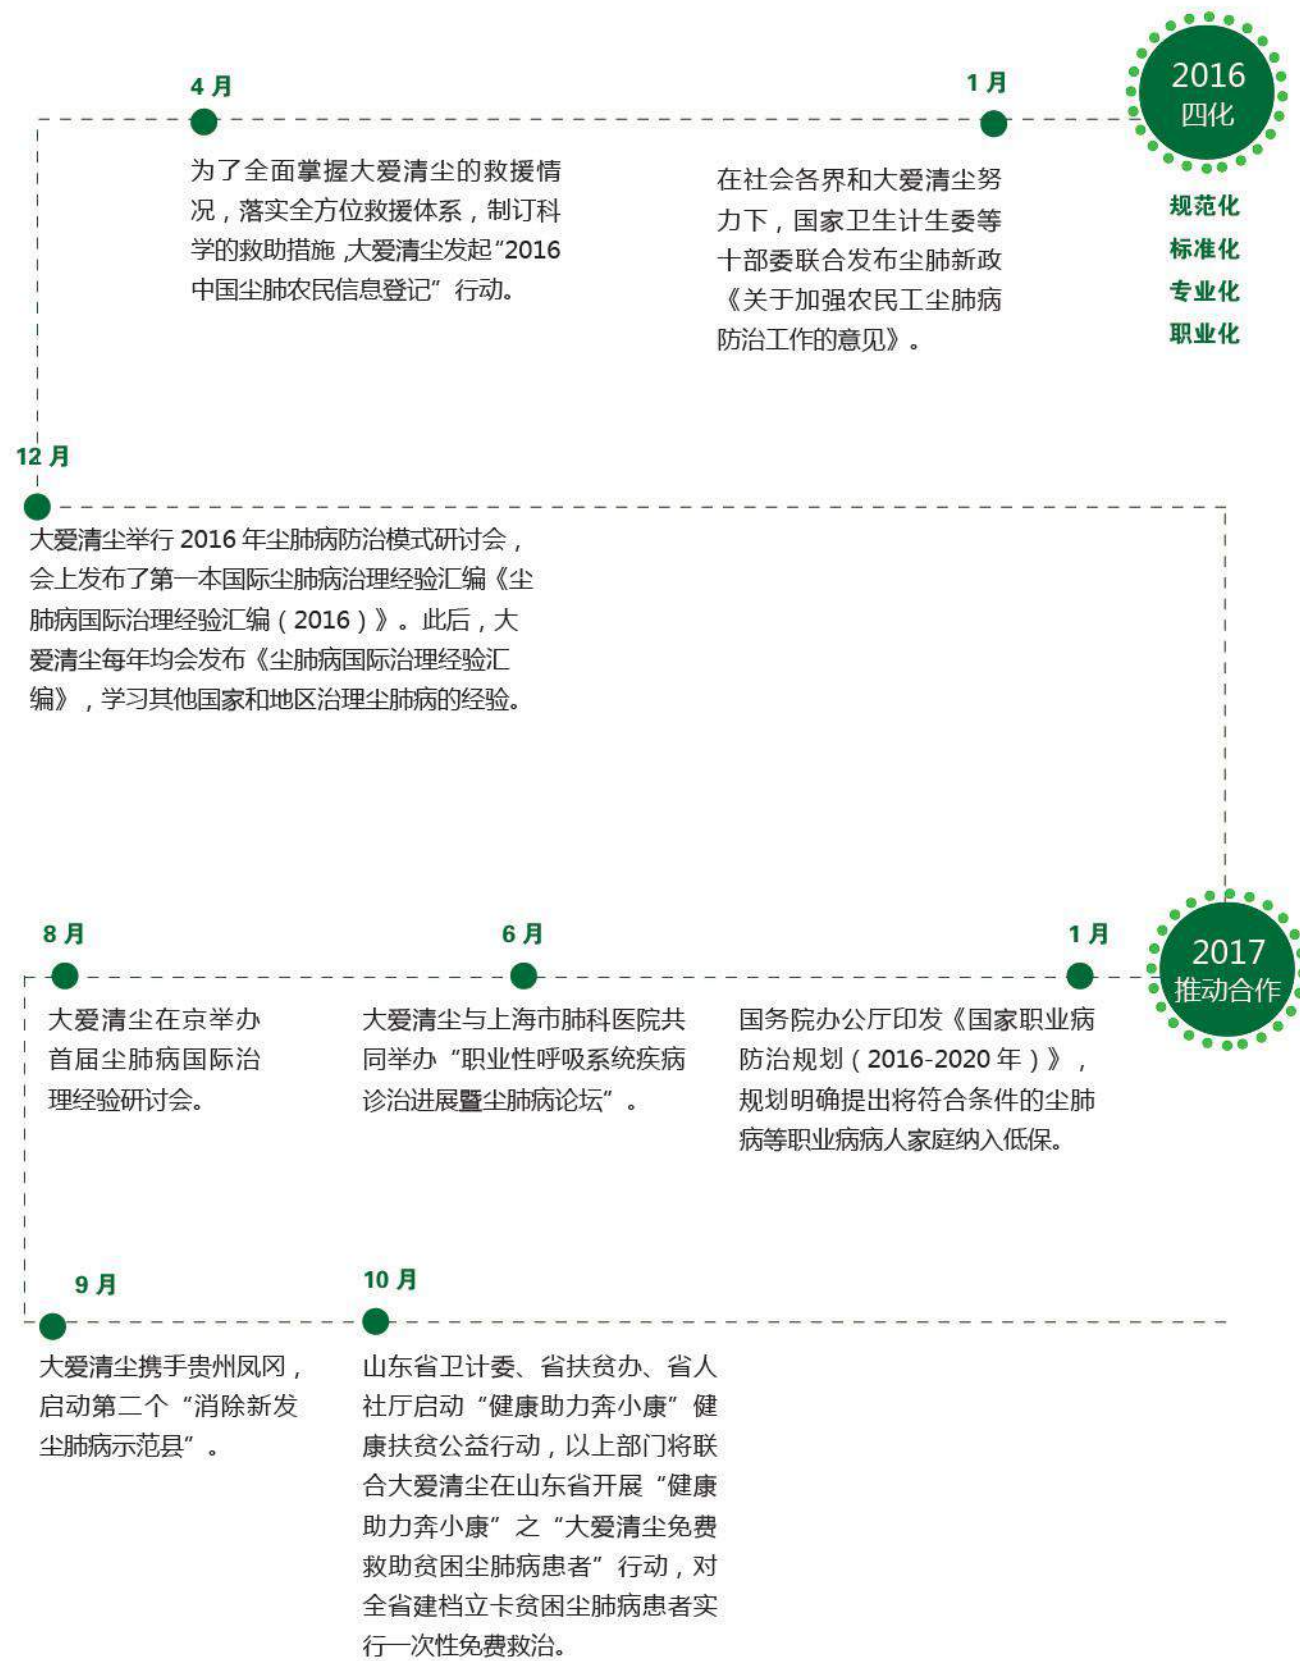 2016
四化
规范化
标准化
专业化
职业化
1 月
在社会各界和大爱清尘努
力下，国家卫生计生委等
十部委联合发布尘肺新政
《关于加强农民工尘肺病
防治工作的意见》。
4 月
为了全面掌握大爱清尘的救援情
况，落实全方位救援体系，制订科
学的救助措施,大爱清尘发起“2016
中国尘肺农民信息登记”行动。
12 月
大爱清尘举行 2016 年尘肺病防治模式研讨会，
会上发布了第一本国际尘肺病治理经验汇编《尘
肺病国际治理经验汇编（2016）》。此后，大
爱清尘每年均会发布《尘肺病国际治理经验汇
编》，学习其他国家和地区治理尘肺病的经验。
2017
推动合作
1 月
国务院办公厅印发《国家职业病
防治规划（2016-2020 年）》，
规划明确提出将符合条件的尘肺
病等职业病病人家庭纳入低保。
6 月
大爱清尘与上海市肺科医院共
同举办“职业性呼吸系统疾病
诊治进展暨尘肺病论坛”。
8 月
大爱清尘在京举办
首届尘肺病国际治
理经验研讨会。
9 月
大爱清尘携手贵州凤冈，
启动第二个“消除新发
尘肺病示范县”。
10 月
山东省卫计委、省扶贫办、省人
社厅启动“健康助力奔小康”健
康扶贫公益行动，以上部门将联
合大爱清尘在山东省开展“健康
助力奔小康”之“大爱清尘免费
救助贫困尘肺病患者”行动，对
全省建档立卡贫困尘肺病患者实
行一次性免费救治。